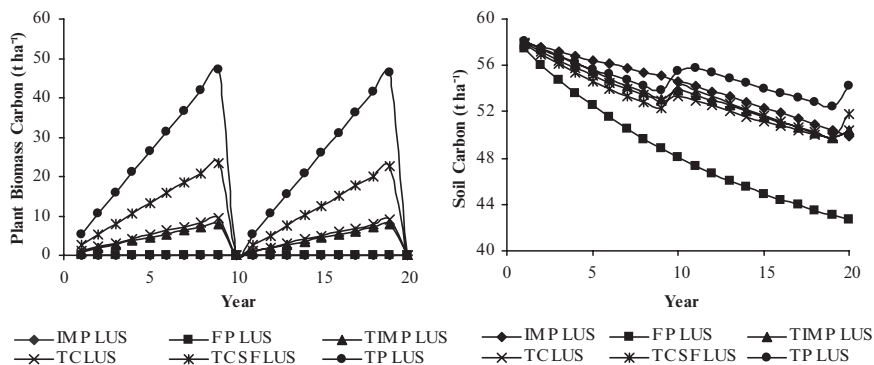 Plant Biomass Carbon (t ha⁻¹)
60
50
40
30
20
10
0
0 5 10 15 20
Year
IMP LUS FP LUS TIMP LUS
TC LUS TCSF LUS TP LUS
Soil Carbon (t ha⁻¹)
60
56
52
48
44
40
0 5 10 15 20
Year
IMP LUS FP LUS TIMP LUS
TC LUS TCSF LUS TP LUS